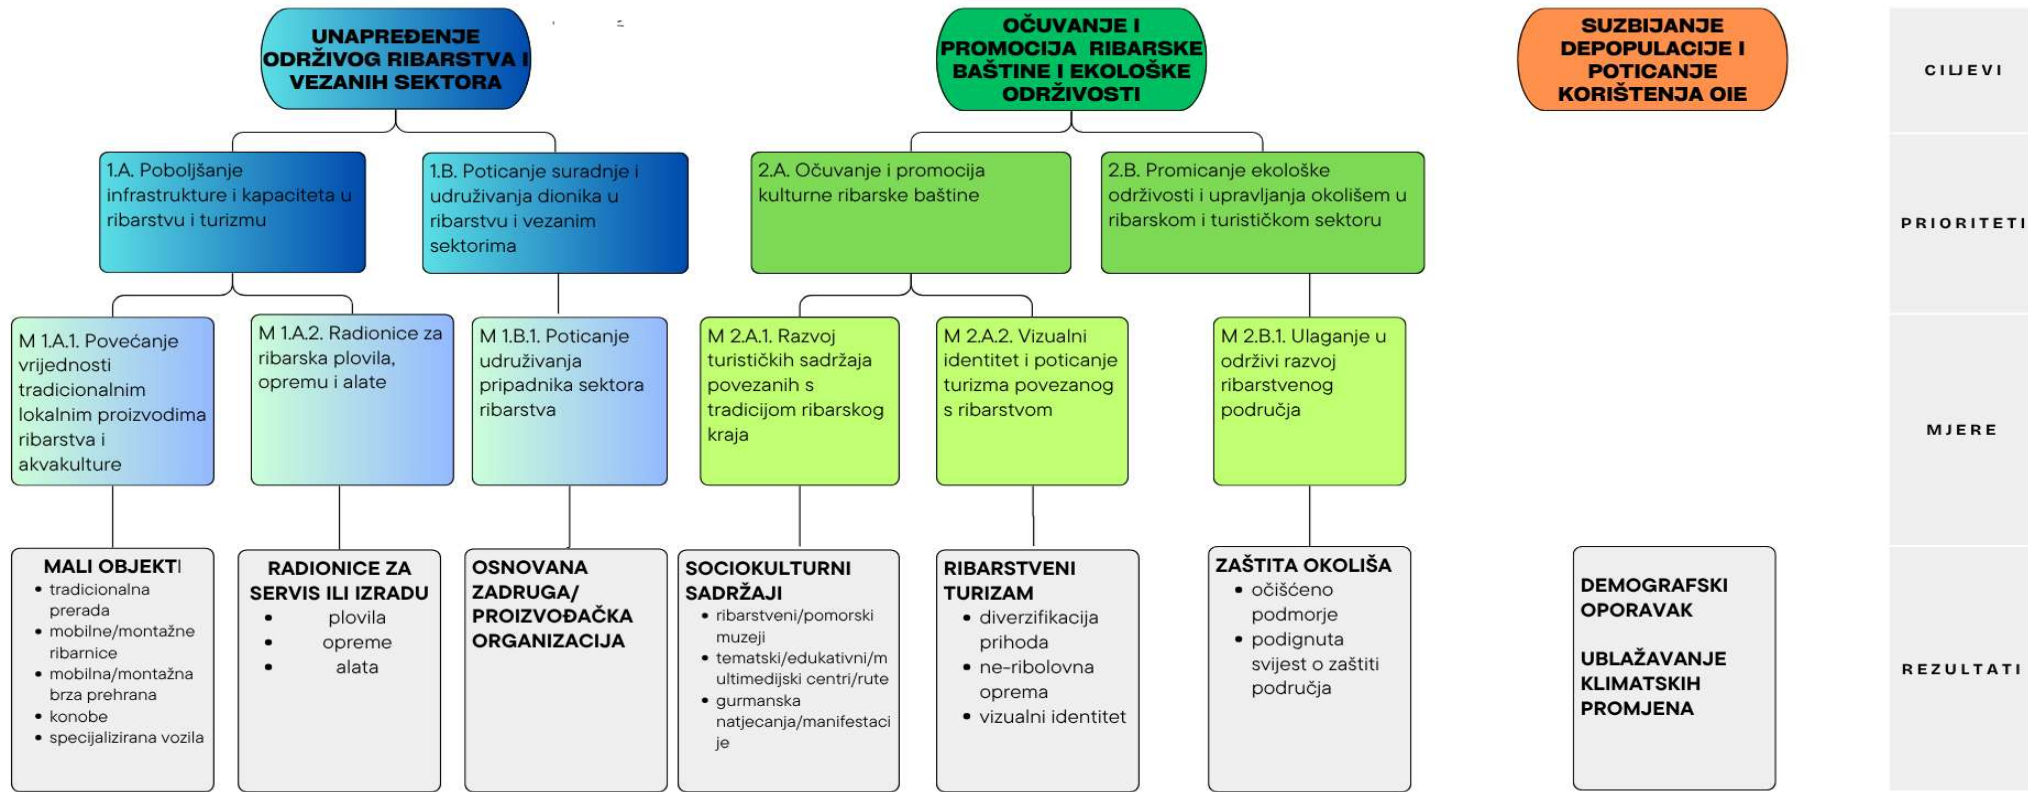 UNAPREĐENJE
ODRŽIVOG RIBARSTVA I
VEZANIH SEKTORA
OČUVANJE I
PROMOCIJA RIBARSKE
BAŠTINE I EKOLOŠKE
ODRŽIVOSTI
SUZBIJANJE
DEPOPULACIJE I
POTICANJE
KORIŠTENJA OIE
CILJEVI
1.A. Poboljšanje
infrastrukture i kapaciteta u
ribarstvu i turizmu
1.B. Poticanje suradnje i
udruživanja dionika u
ribarstvu i vezanim
sektorima
2.A. Očuvanje i promocija
kulturne ribarske baštine
2.B. Promicanje ekološke
održivosti i upravljanja okolišem u
ribarskom i turističkom sektoru
PRIORITETI
M 1.A.1. Povećanje
vrijednosti
tradicionalnim
lokalnim proizvodima
ribarstva i
akvakulture
M 1.A.2. Radionice za
ribarska plovila,
opremu i alate
M 1.B.1. Poticanje
udruživanja
pripadnika sektora
ribarstva
M 2.A.1. Razvoj
turističkih sadržaja
povezanih s
tradicijom ribarskog
kraja
M 2.A.2. Vizualni
identitet i poticanje
turizma povezanog
s ribarstvom
M 2.B.1. Ulaganje u
održivi razvoj
ribarstvenog
područja
MJERE
MALI OBJEKTI
• tradicionalna
prerada
• mobilne/montažne
ribarnice
• mobilna/montažna
brza prehrana
• konobe
• specijalizirana vozila
RADIONICE ZA
SERVIS ILI IZRADU
• plovila
• opreme
• alata
OSNOVANA
ZADRUGA/
PROIZVOĐAČKA
ORGANIZACIJA
SOCIOKULTURNI
SADRŽAJI
• ribarstveni/pomorski
muzeji
• tematski/edukativni/m
ultimedijski centri/rute
• gurmanska
natjecanja/manifestaci
je
RIBARSTVENI
TURIZAM
• diverzifikacija
prihoda
• ne-ribolovna
oprema
• vizualni identitet
ZAŠTITA OKOLIŠA
• očišćeno
podmorje
• podignuta
svijest o zaštiti
područja
DEMOGRAFSKI
OPORAVAK
UBLAŽAVANJE
KLIMATSKIH
PROMJENA
REZULTATI